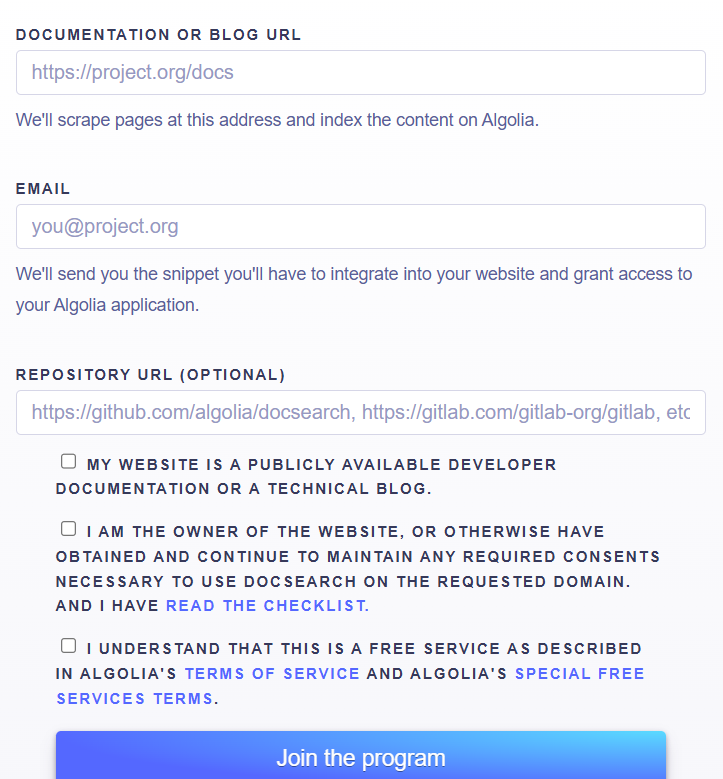 DOCUMENTATION OR BLOG URL
https://project.org/docs
We'll scrape pages at this address and index the content on Algolia.
EMAIL
you@project.org
We'll send you the snippet you'll have to integrate into your website and grant access to
your Algolia application.
REPOSITORY URL (OPTIONAL)
https://github.com/algolia/docsearch, https://gitlab.com/gitlab-org/gitlab, etc
MY WEBSITE IS A PUBLICLY AVAILABLE DEVELOPER
DOCUMENTATION OR A TECHNICAL BLOG.
I AM THE OWNER OF THE WEBSITE, OR OTHERWISE HAVE
OBTAINED AND CONTINUE TO MAINTAIN ANY REQUIRED CONSENTS
NECESSARY TO USE DOCSEARCH ON THE REQUESTED DOMAIN.
AND I HAVE READ THE CHECKLIST.
I UNDERSTAND THAT THIS IS A FREE SERVICE AS DESCRIBED
IN ALGOLIA'S TERMS OF SERVICE AND ALGOLIA'S SPECIAL FREE
SERVICES TERMS.
Join the program